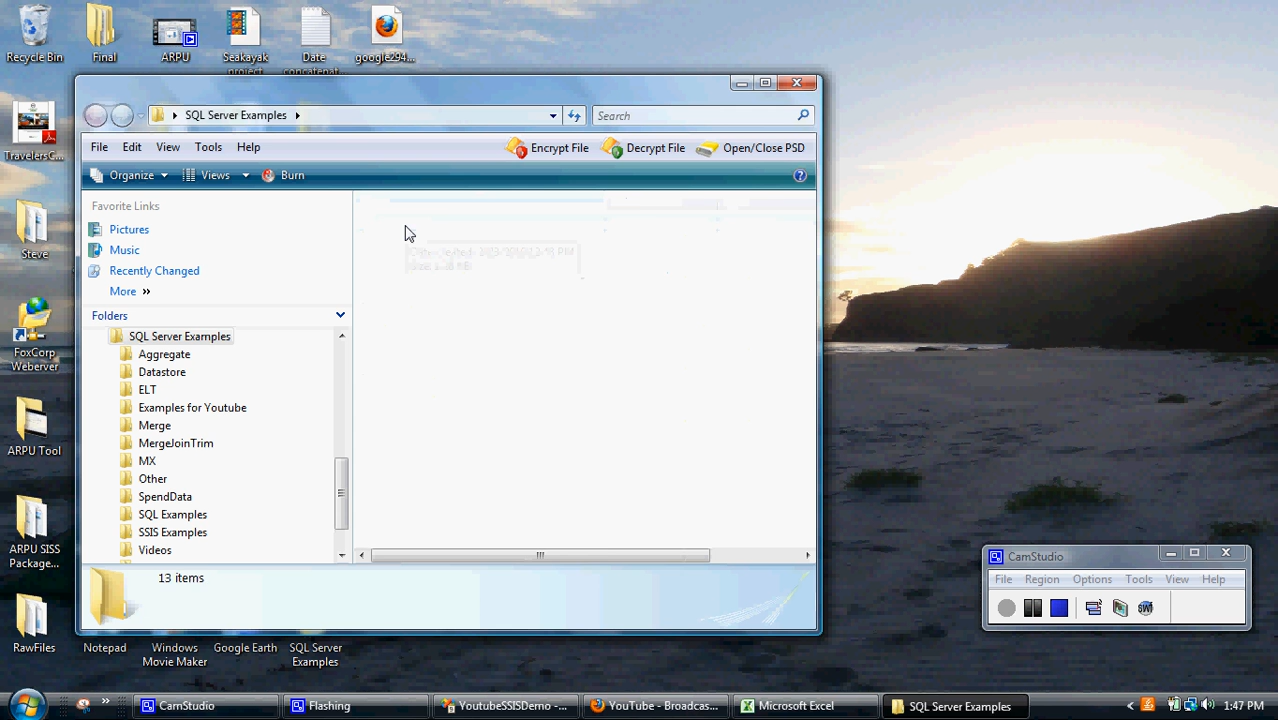 Recycle Bin
Final
ARPU
Seakayak
project
Date
concatenat...
google294...
SQL Server Examples
Search
File Edit View Tools Help
Encrypt File Decrypt File Open/Close PSD
Organize Views Burn
Favorite Links
Pictures
Music
Recently Changed
More »
Folders
SQL Server Examples
Aggregate
Datastore
ELT
Examples for Youtube
Merge
MergeJoinTrim
MX
Other
SpendData
SQL Examples
SSIS Examples
Videos
13 items
TravelersC...
Steve
FoxCorp
Weberver
ARPU Tool
ARPU SISS
Package...
RawFiles
Notepad
Windows
Movie Maker
Google Earth
SQL Server
Examples
CamStudio
File Region Options Tools View Help
CamStudio
Flashing
YoutubeSSISDemo - ...
YouTube - Broadcas...
Microsoft Excel
SQL Server Examples
1:47 PM